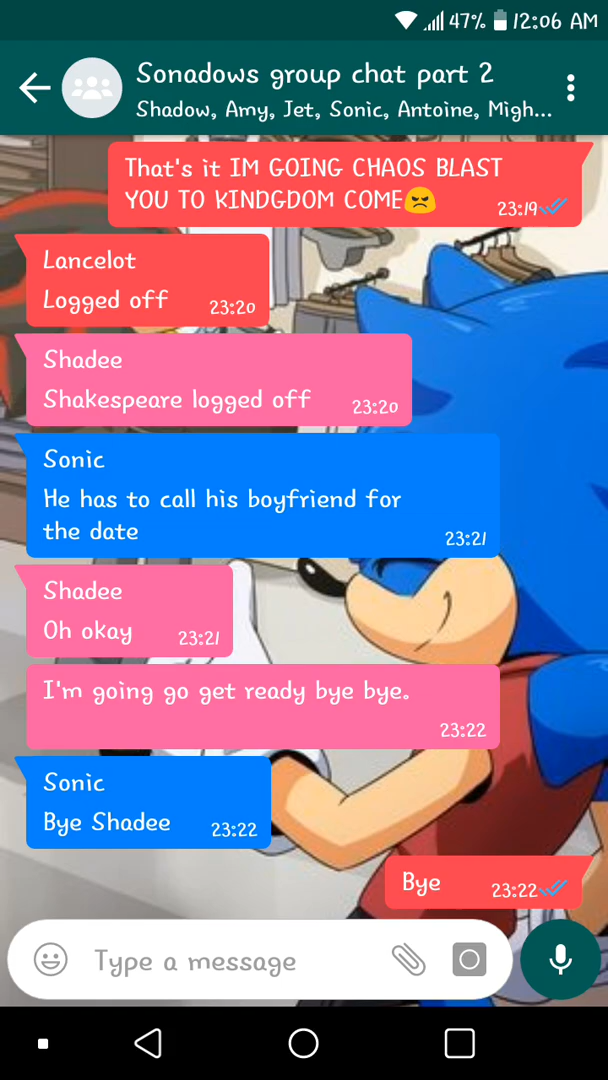 47% 12:06 AM
Sonadows group chat part 2
Shadow, Amy, Jet, Sonic, Antoine, Migh...
That's it IM GOING CHAOS BLAST
YOU TO KINDGDOM COME😠
23:19
Lancelot
Logged off 23:20
Shadee
Shakespeare logged off 23:20
Sonic
He has to call his boyfriend for
the date
23:21
Shadee
Oh okay 23:21
I'm going go get ready bye bye.
23:22
Sonic
Bye Shadee 23:22
Bye 23:22
Type a message